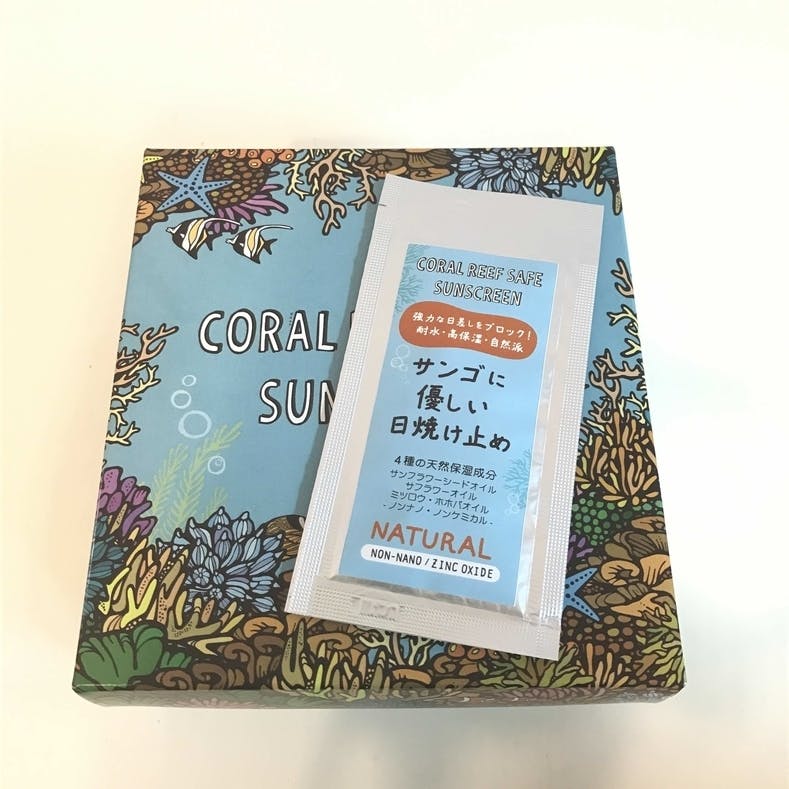 CORAL
SUN
CORAL REEF SAFE
SUNSCREEN
強力な日差しをブロック！
耐水・高保湿・自然派
サンゴに
優しい
日焼け止め
4種の天然保湿成分
サンフラワーシードオイル
サフラワーオイル
ミツロウ・ホホバオイル
-ノンナノ・ノンケミカル-
NATURAL
NON-NANO / ZINC OXIDE